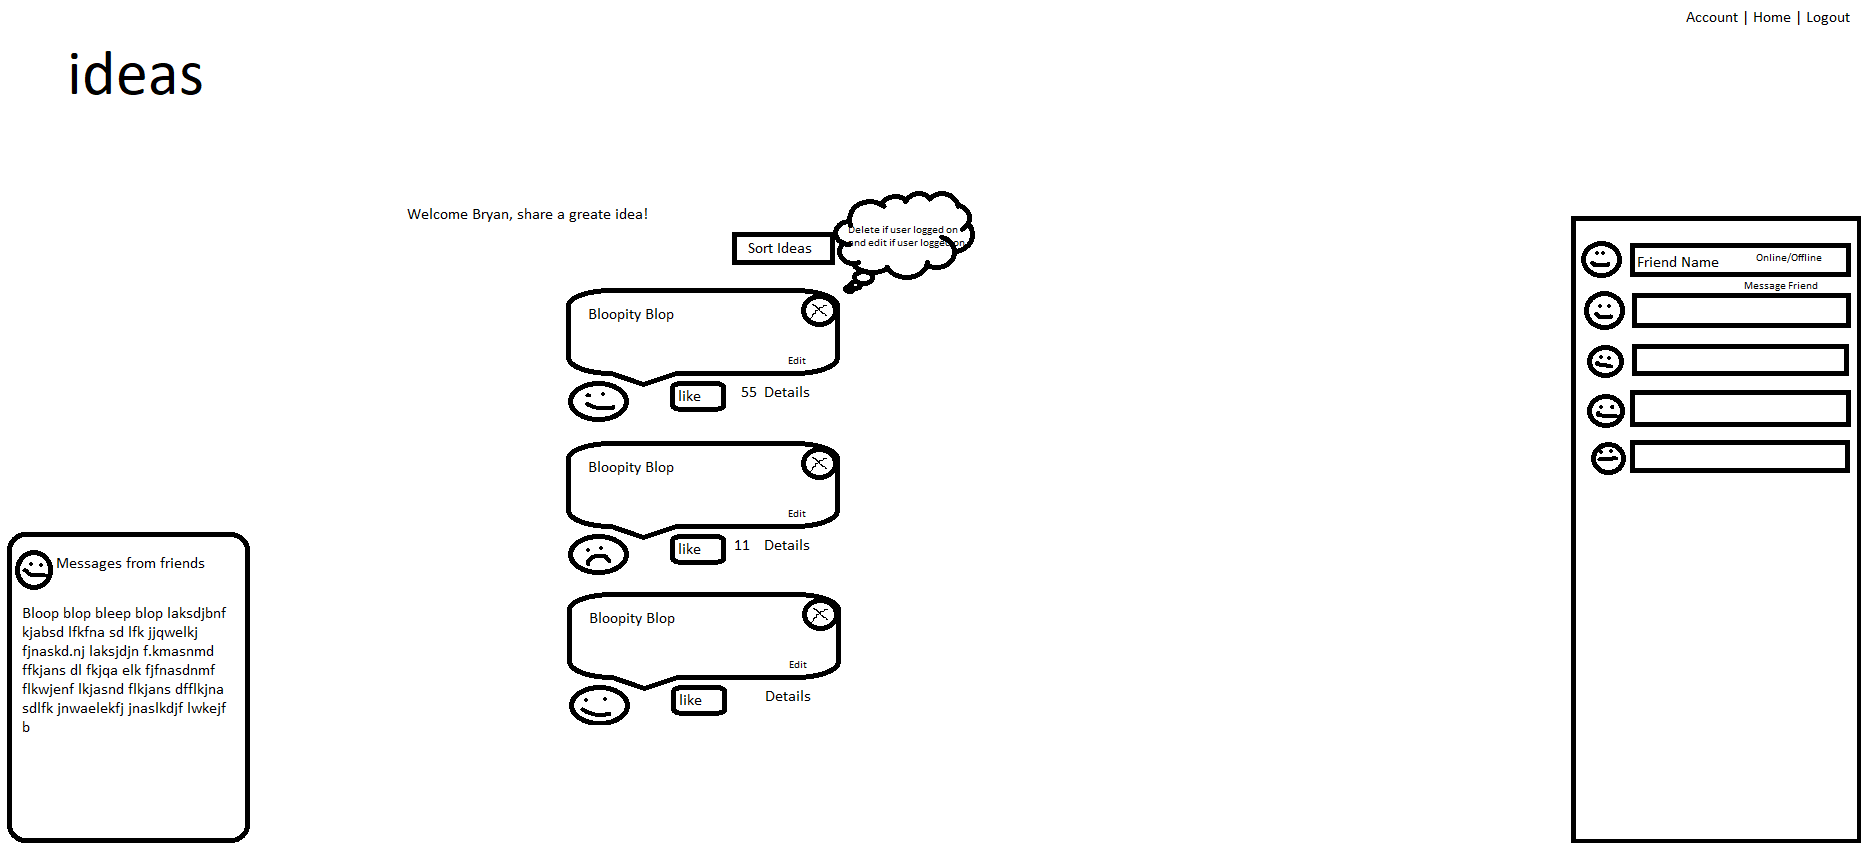 Account | Home | Logout
ideas
Welcome Bryan, share a greate idea!
Sort Ideas
Delete if user logged on
and edit if user logged on
Bloopity Blop
Edit
like 55 Details
Bloopity Blop
Edit
like 11 Details
Bloopity Blop
Edit
like Details
Messages from friends
Bloop blop bleep blop laksdjbnf
kjabsd lfkfna sd lfk jjqwelkj
fjnaskd.nj laksjdjn f.kmasnmd
ffkjans dl fkjqa elk fjfnasdnmf
flkwjenf lkjasnd flkjans dfflkjna
sdlfk jnwaelekfj jnaslkdjf lwkejf
b
Friend Name Online/Offline
Message Friend